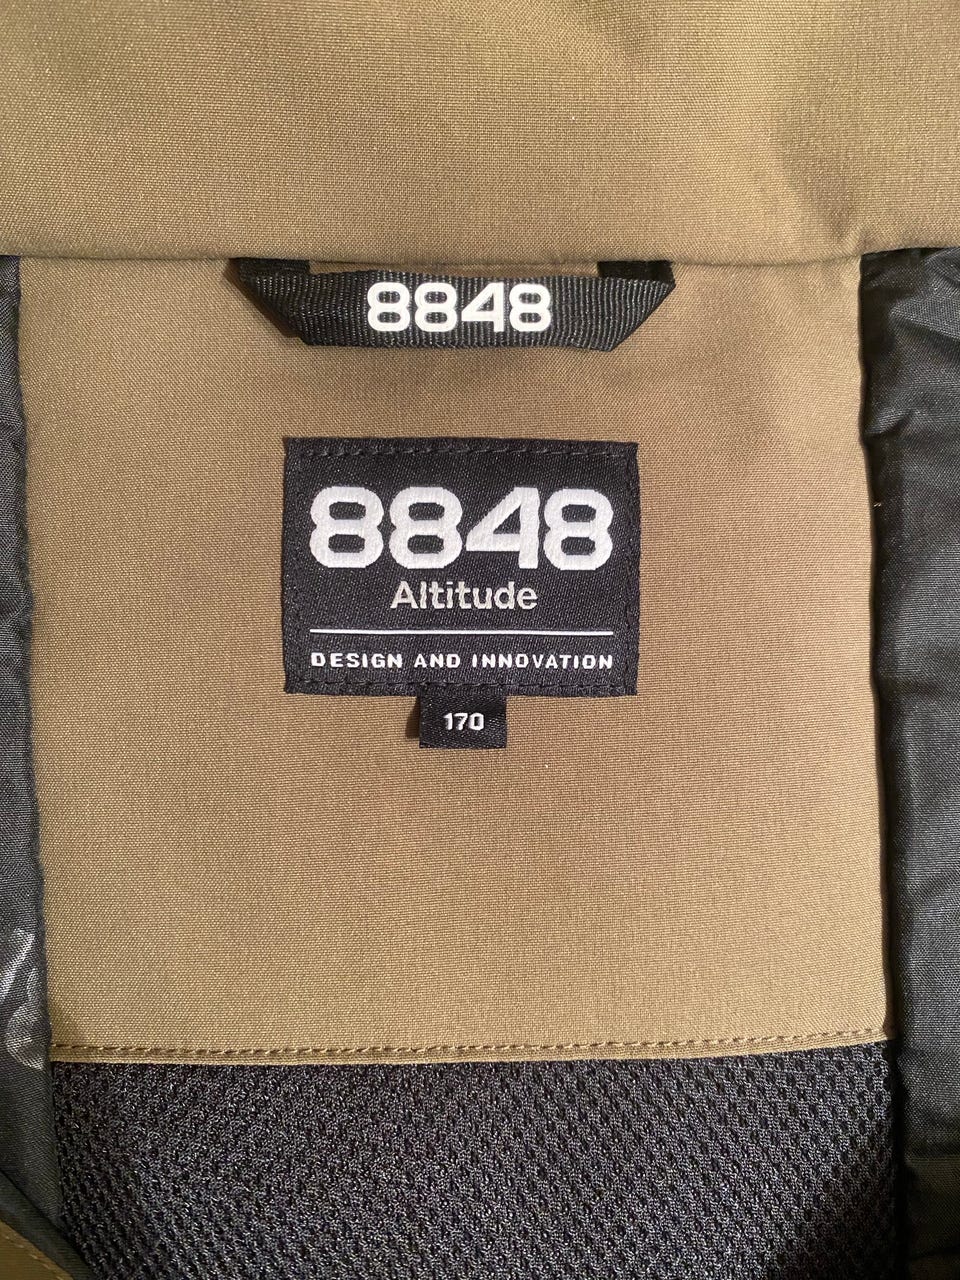 8848
8848
Altitude
DESIGN AND INNOVATION
170